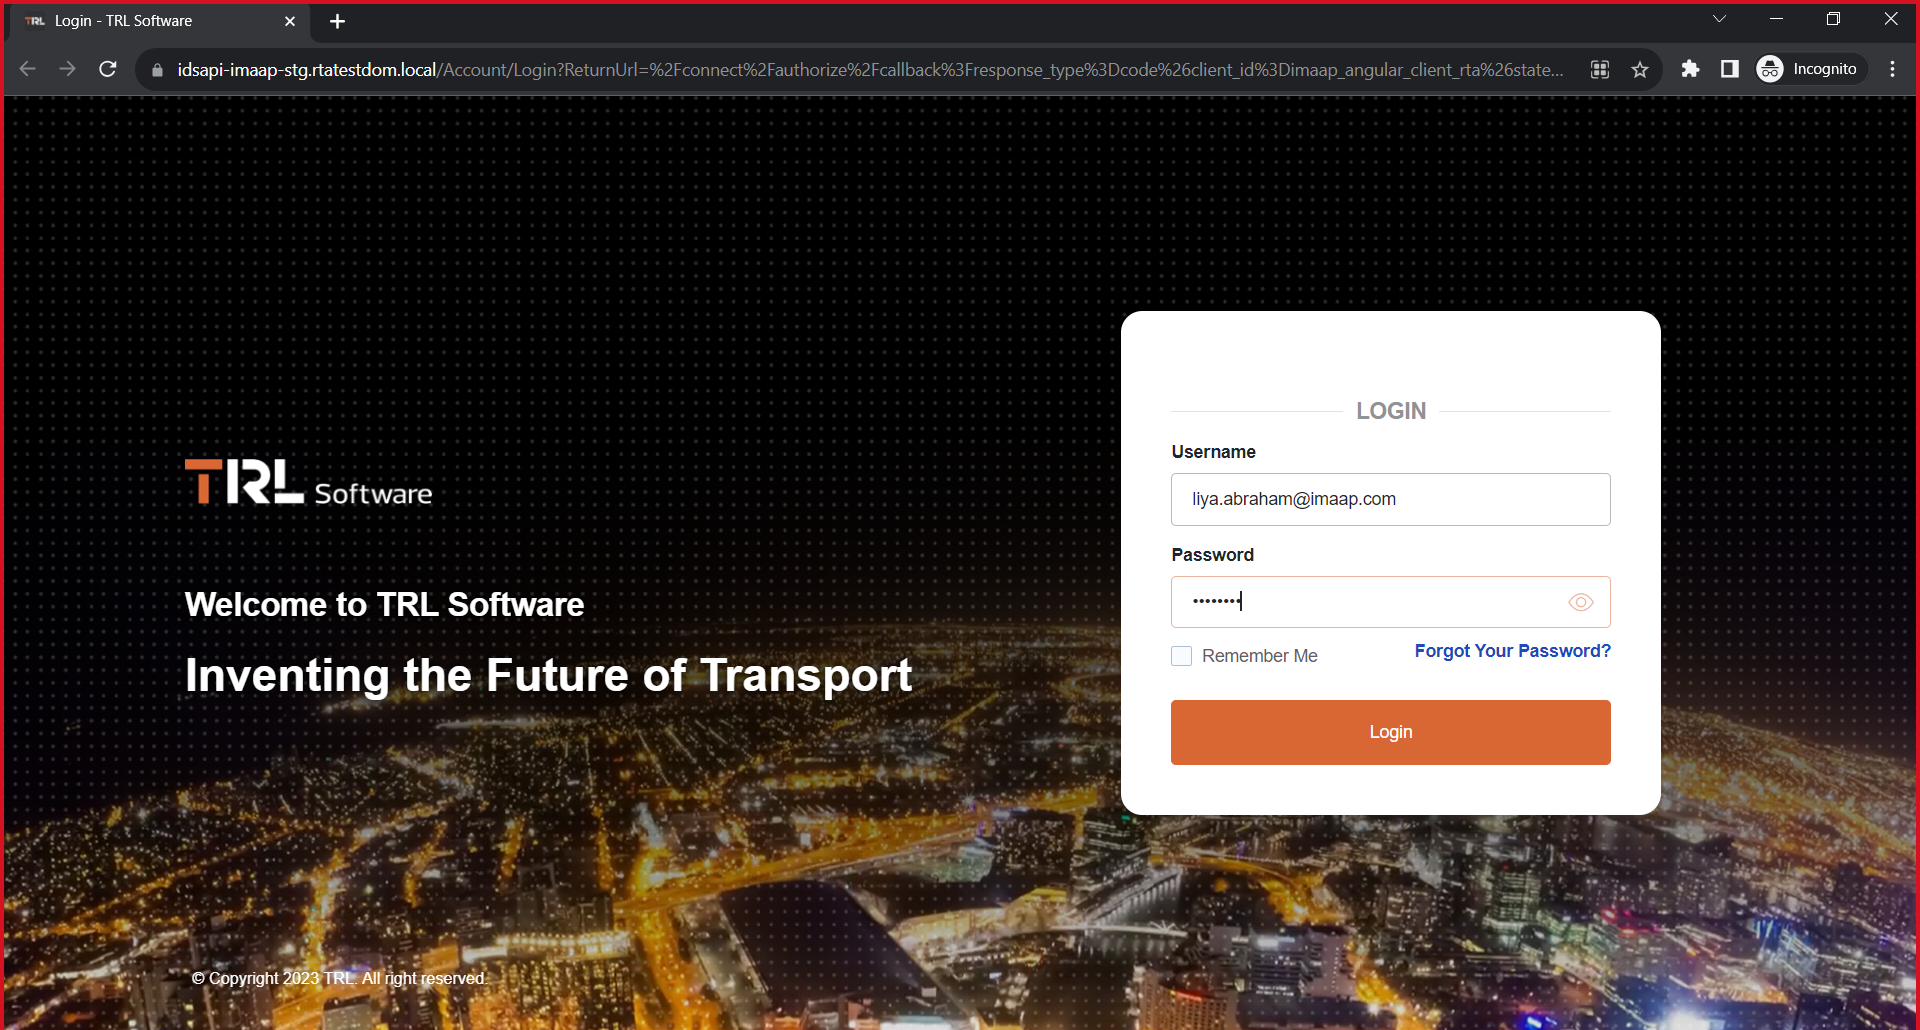 TRL Login - TRL Software
idsapi-imaap-stg.rtatestdom.local/Account/Login?ReturnUrl=%2Fconnect%2Fauthorize%2Fcallback%3Fresponse_type%3Dcode%26client_id%3Dimaap_angular_client_rta%26state... Incognito
LOGIN
Username
liya.abraham@imaap.com
Password
••••••••
Remember Me
Forgot Your Password?
Login
TRL Software
Welcome to TRL Software
Inventing the Future of Transport
© Copyright 2023 TRL. All right reserved.